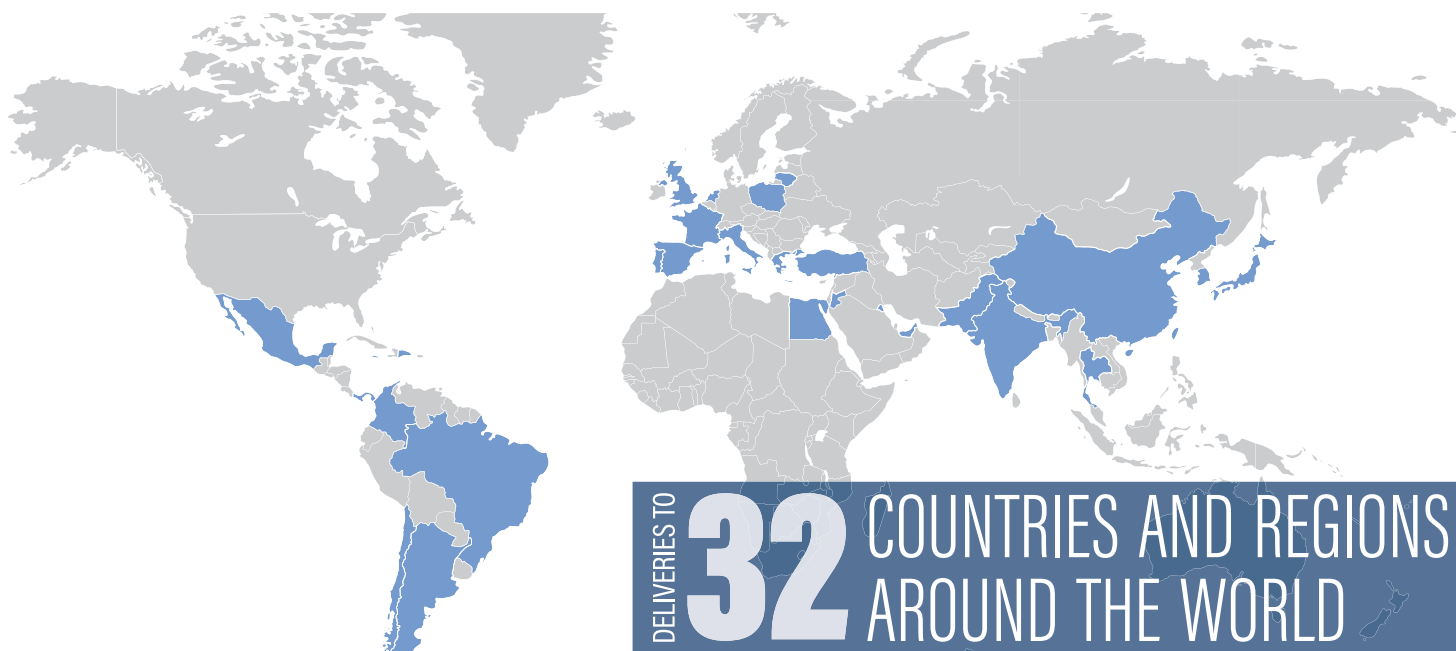 DELIVERIES TO
32
COUNTRIES AND REGIONS
AROUND THE WORLD